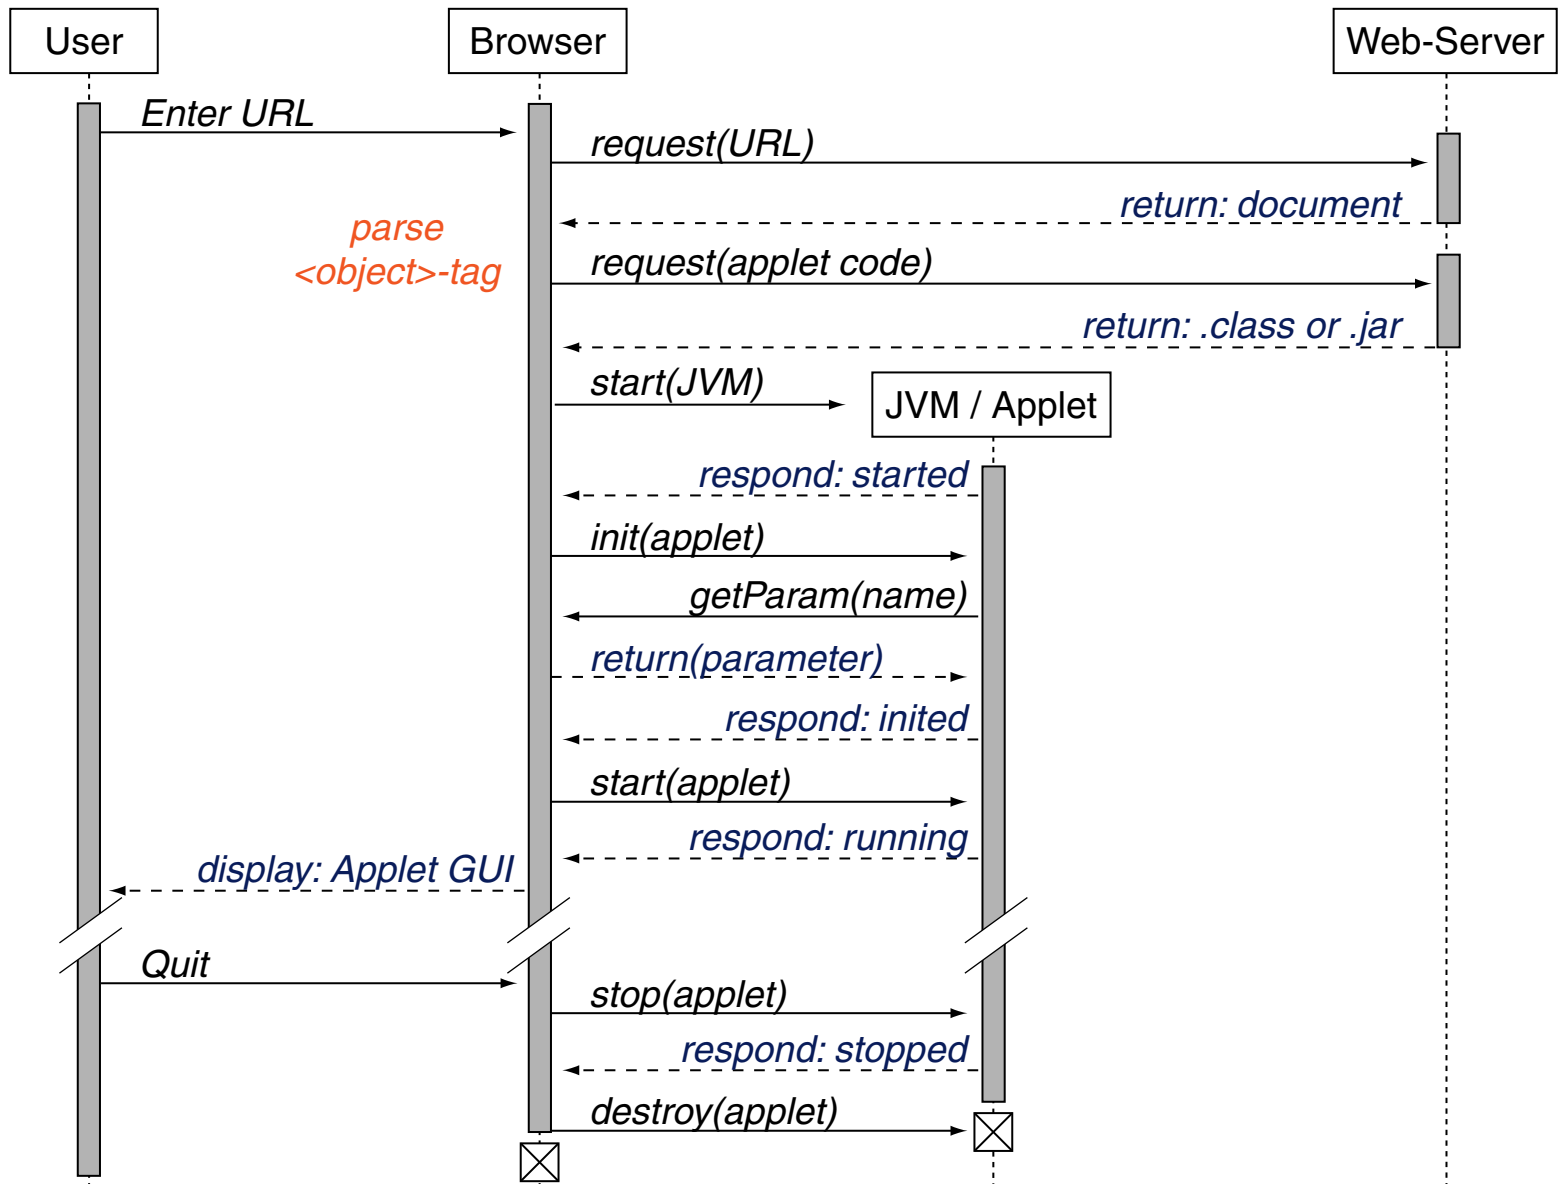 User
Browser
Web-Server
Enter URL
request(URL)
return: document
parse
<object>-tag
request(applet code)
return: .class or .jar
start(JVM)
JVM / Applet
respond: started
init(applet)
getParam(name)
return(parameter)
respond: inited
start(applet)
respond: running
display: Applet GUI
Quit
stop(applet)
respond: stopped
destroy(applet)